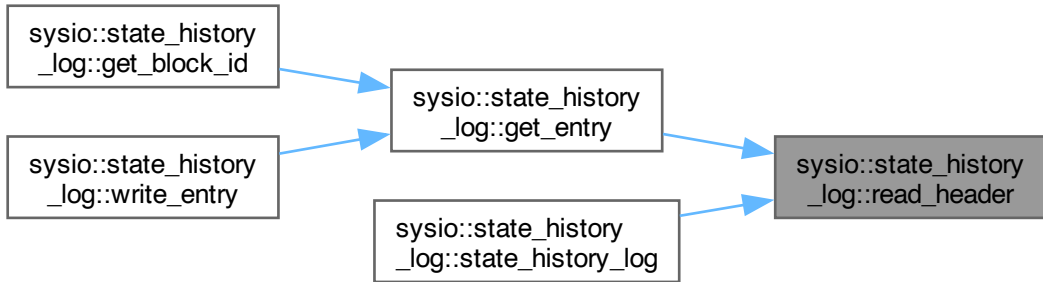 sysio::state_history
_log::get_block_id
sysio::state_history
_log::write_entry
sysio::state_history
_log::get_entry
sysio::state_history
_log::state_history_log
sysio::state_history
_log::read_header